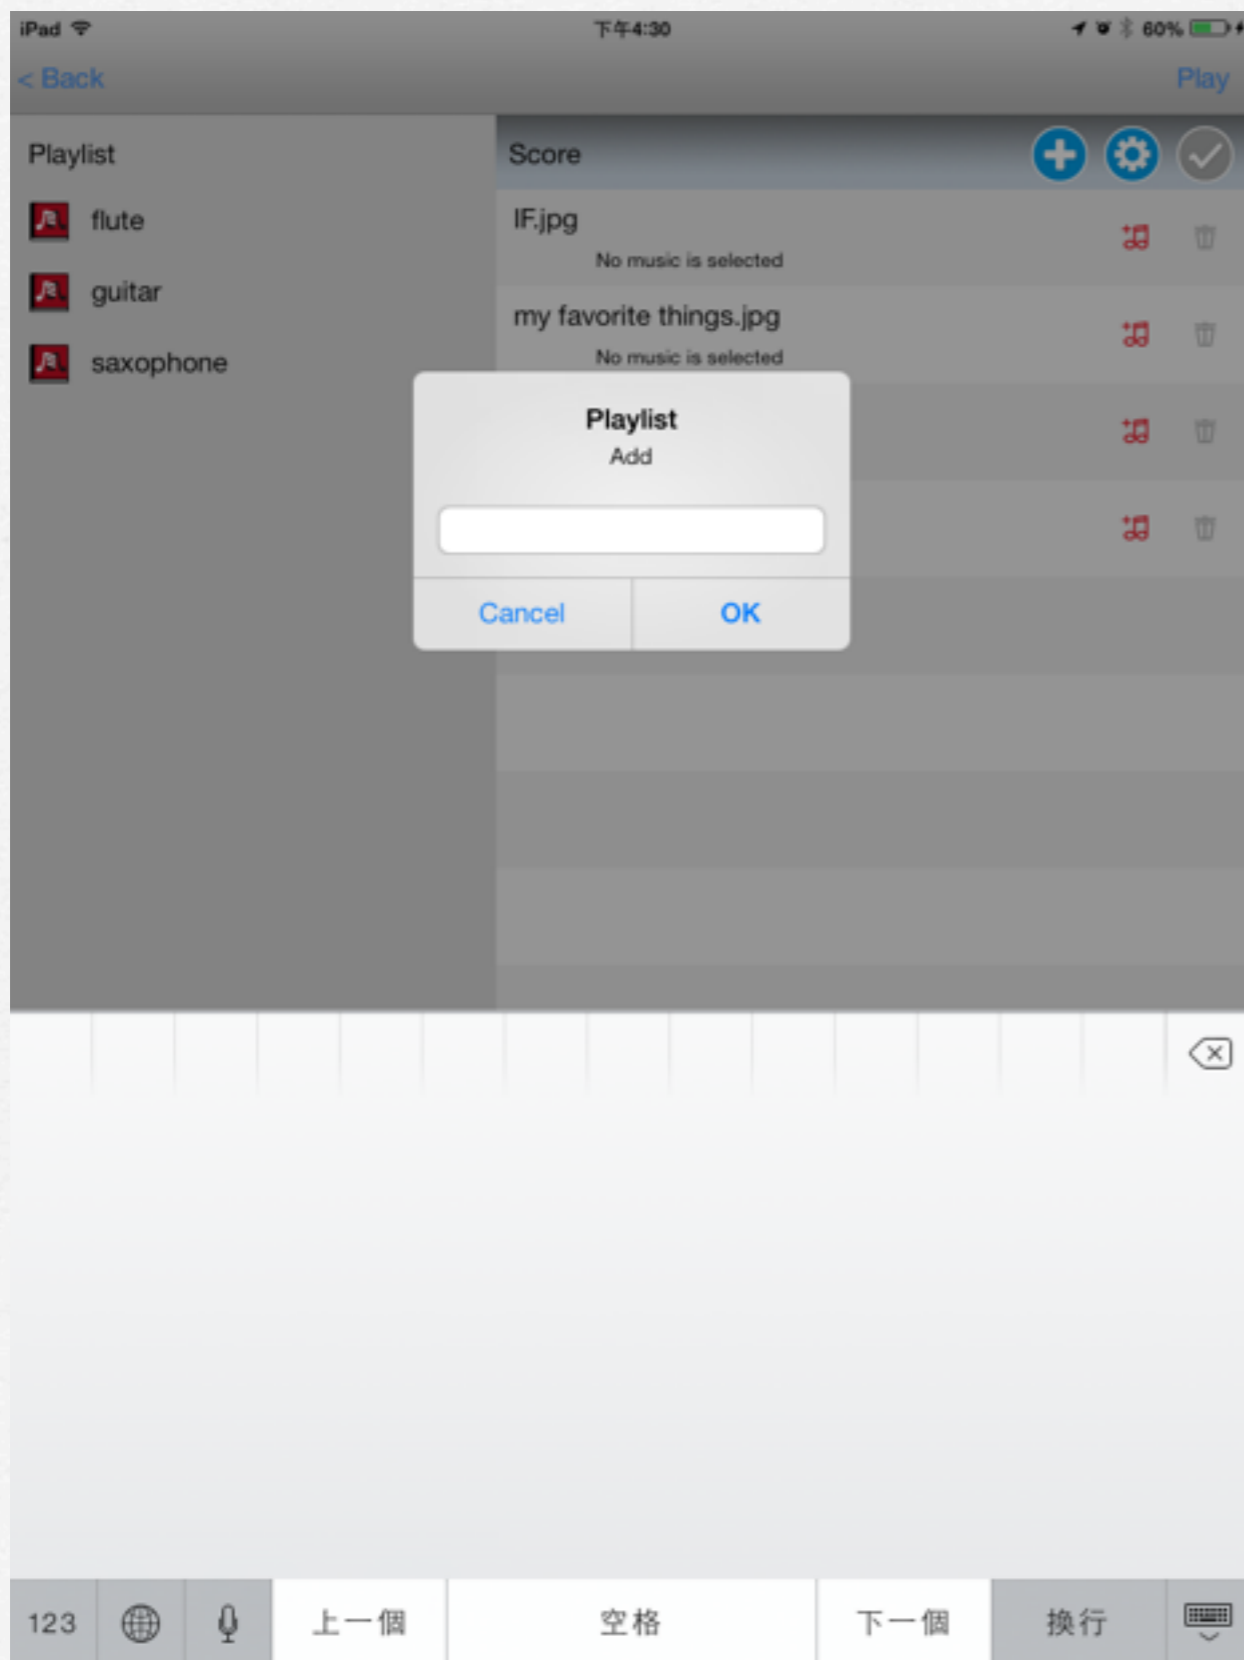 iPad
下午4:30
60%
< Back
Play
Playlist
Score
flute
IF.jpg
No music is selected
guitar
my favorite things.jpg
No music is selected
saxophone
Playlist
Add
Cancel
OK
123
上一個
空格
下一個
換行